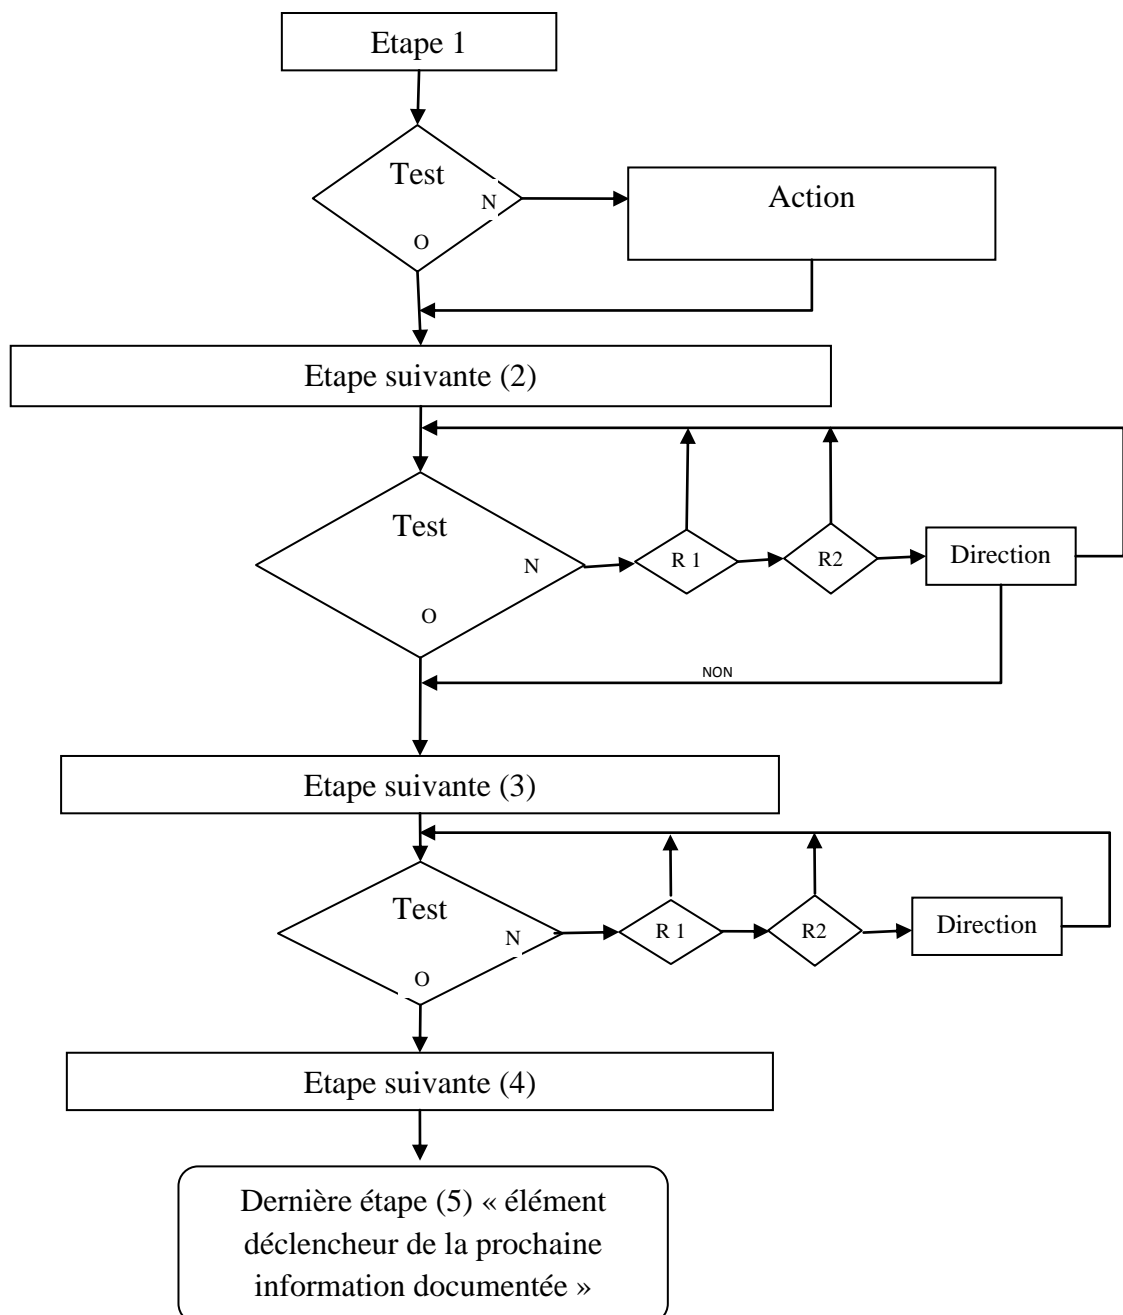 Etape 1
Test
N
O
Action
Etape suivante (2)
Test
N
O
R 1
R2
Direction
NON
Etape suivante (3)
Test
N
O
R 1
R2
Direction
Etape suivante (4)
Dernière étape (5) « élément
déclencheur de la prochaine
information documentée »